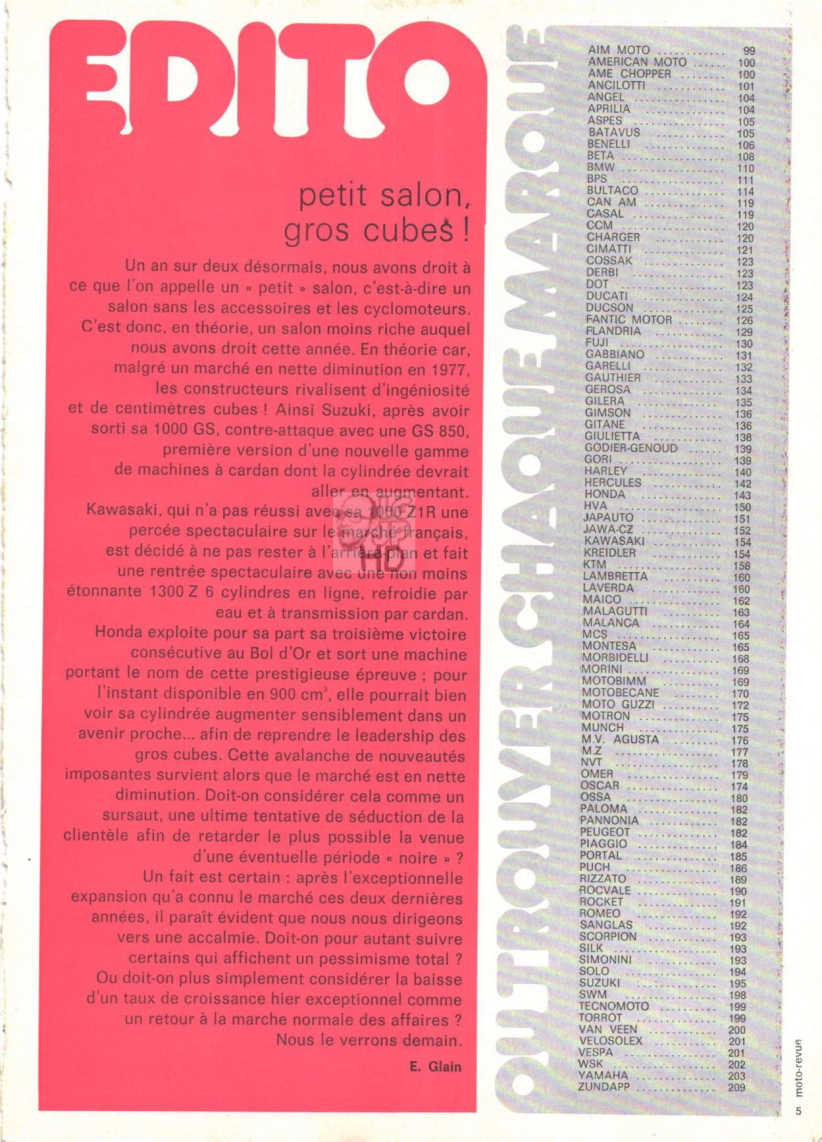 EDITO
petit salon,
gros cubes !
Un an sur deux désormais, nous avons droit à
ce que l'on appelle un « petit » salon, c'est-à-dire un
salon sans les accessoires et les cyclomoteurs.
C'est donc, en théorie, un salon moins riche auquel
nous avons droit cette année. En théorie car,
malgré un marché en nette diminution en 1977,
les constructeurs rivalisent d'ingéniosité
et de centimètres cubes ! Ainsi Suzuki, après avoir
sorti sa 1000 GS, contre-attaque avec une GS 850,
première version d'une nouvelle gamme
de machines à cardan dont la cylindrée devrait
aller en augmentant.
Kawasaki, qui n'a pas réussi avec sa 1000 Z1R une
percée spectaculaire sur le marché français,
est décidé à ne pas rester à l'arrière-plan et fait
une rentrée spectaculaire avec une non moins
étonnante 1300 Z 6 cylindres en ligne, refroidie par
eau et à transmission par cardan.
Honda exploite pour sa part sa troisième victoire
consécutive au Bol d'Or et sort une machine
portant le nom de cette prestigieuse épreuve ; pour
l'instant disponible en 900 cm³, elle pourrait bien
voir sa cylindrée augmenter sensiblement dans un
avenir proche... afin de reprendre le leadership des
gros cubes. Cette avalanche de nouveautés
imposantes survient alors que le marché est en nette
diminution. Doit-on considérer cela comme un
sursaut, une ultime tentative de séduction de la
clientèle afin de retarder le plus possible la venue
d'une éventuelle période « noire » ?
Un fait est certain : après l'exceptionnelle
expansion qu'a connu le marché ces deux dernières
années, il paraît évident que nous nous dirigeons
vers une accalmie. Doit-on pour autant suivre
certains qui affichent un pessimisme total ?
Ou doit-on plus simplement considérer la baisse
d'un taux de croissance hier exceptionnel comme
un retour à la marche normale des affaires ?
Nous le verrons demain.
E. Glain
OU TROUVER CHAQUE MARQUE
AIM MOTO ............ 99
AMERICAN MOTO ...... 100
AME CHOPPER ........ 100
ANCILOTTI ............ 101
ANGEL ............ 104
APRILIA ............ 104
ASPES ............ 105
BATAVUS ............ 105
BENELLI ............ 106
BETA ............ 108
BMW ............ 110
BPS ............ 111
BULTACO ............ 114
CAN AM ............ 119
CASAL ............ 119
CCM ............ 120
CHARGER ............ 120
CIMATTI ............ 121
COSSAK ............ 123
DERBI ............ 123
DOT ............ 123
DUCATI ............ 124
DUCSON ............ 125
FANTIC MOTOR ........ 126
FLANDRIA ............ 129
FUJI ............ 130
GABBIANO ............ 131
GARELLI ............ 132
GAUTHIER ............ 133
GEROSA ............ 134
GILERA ............ 135
GIMSON ............ 136
GITANE ............ 136
GIULIETTA ............ 138
GODIER-GENOUD ....... 139
GORI ............ 139
HARLEY ............ 140
HERCULES ............ 142
HONDA ............ 143
HVA ............ 150
JAPAUTO ............ 151
JAWA-CZ ............ 152
KAWASAKI ............ 154
KREIDLER ............ 154
KTM ............ 158
LAMBRETTA ............ 160
LAVERDA ............ 160
MAICO ............ 162
MALAGUTTI ............ 163
MALANCA ............ 164
MCS ............ 165
MONTESA ............ 165
MORBIDELLI ............ 168
MORINI ............ 169
MOTOBIMM ............ 169
MOTOBECANE ............ 170
MOTO GUZZI ............ 172
MOTRON ............ 175
MUNCH ............ 175
M.V. AGUSTA ........ 176
M.Z ............ 177
NVT ............ 178
OMER ............ 179
OSCAR ............ 174
OSSA ............ 180
PALOMA ............ 182
PANNONIA ............ 182
PEUGEOT ............ 182
PIAGGIO ............ 184
PORTAL ............ 185
PUCH ............ 186
RIZZATO ............ 189
ROCVALE ............ 190
ROCKET ............ 191
ROMEO ............ 192
SANGLAS ............ 192
SCORPION ............ 193
SILK ............ 193
SIMONINI ............ 193
SOLO ............ 194
SUZUKI ............ 195
SWM ............ 198
TECNOMOTO ............ 199
TORROT ............ 199
VAN VEEN ............ 200
VELOSOLEX ............ 201
VESPA ............ 201
WSK ............ 202
YAMAHA ............ 203
ZUNDAPP ............ 209
moto-revue
5